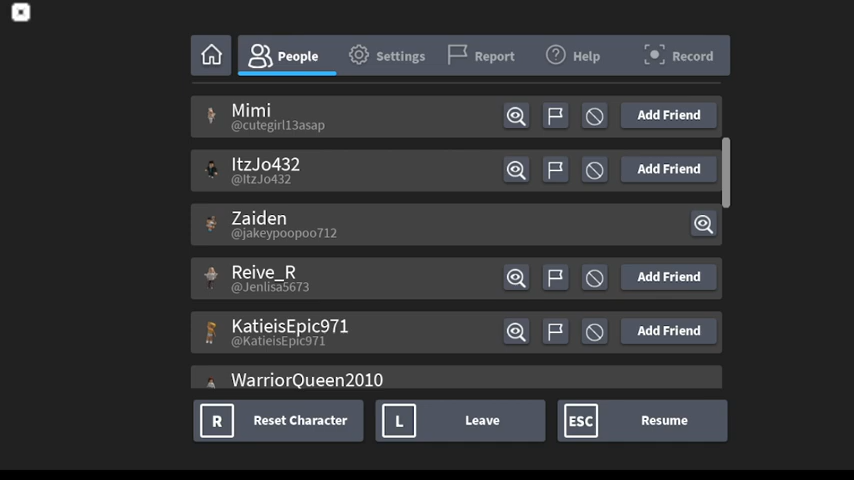 People
Settings
Report
Help
Record
Mimi
@cutegirl13asap
Add Friend
ItzJo432
@ItzJo432
Add Friend
Zaiden
@jakeypoopoo712
Reive_R
@Jenlisa5673
Add Friend
KatieisEpic971
@KatieisEpic971
Add Friend
WarriorQueen2010
R Reset Character
L Leave
ESC Resume